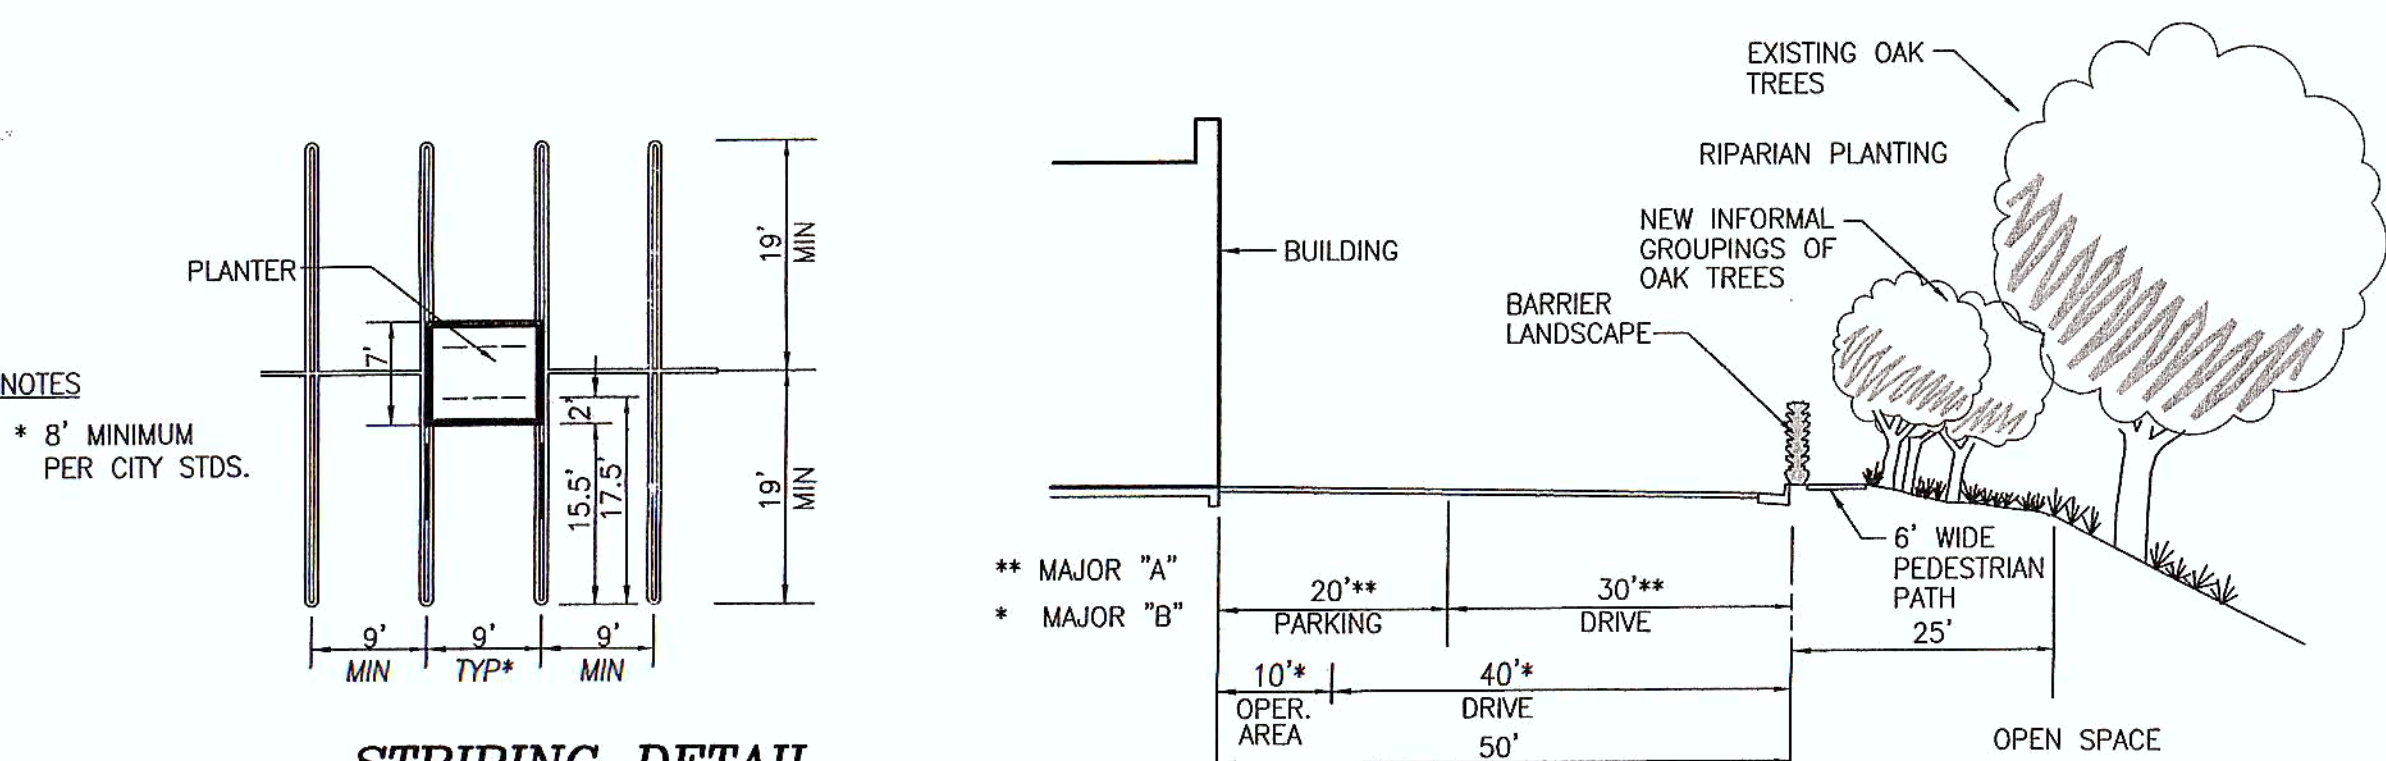 PLANTER
NOTES
* 8' MINIMUM
PER CITY STDS.
7'
19'
MIN
2'
15.5'
17.5'
19'
MIN
9'
MIN
9'
TYP*
9'
MIN
STRIPING DETAIL
EXISTING OAK
TREES
RIPARIAN PLANTING
NEW INFORMAL
GROUPINGS OF
OAK TREES
BUILDING
BARRIER
LANDSCAPE
6' WIDE
PEDESTRIAN
PATH
** MAJOR "A"
* MAJOR "B"
20'**
PARKING
30'**
DRIVE
25'
10'*
OPER.
AREA
40'*
DRIVE
50'
OPEN SPACE